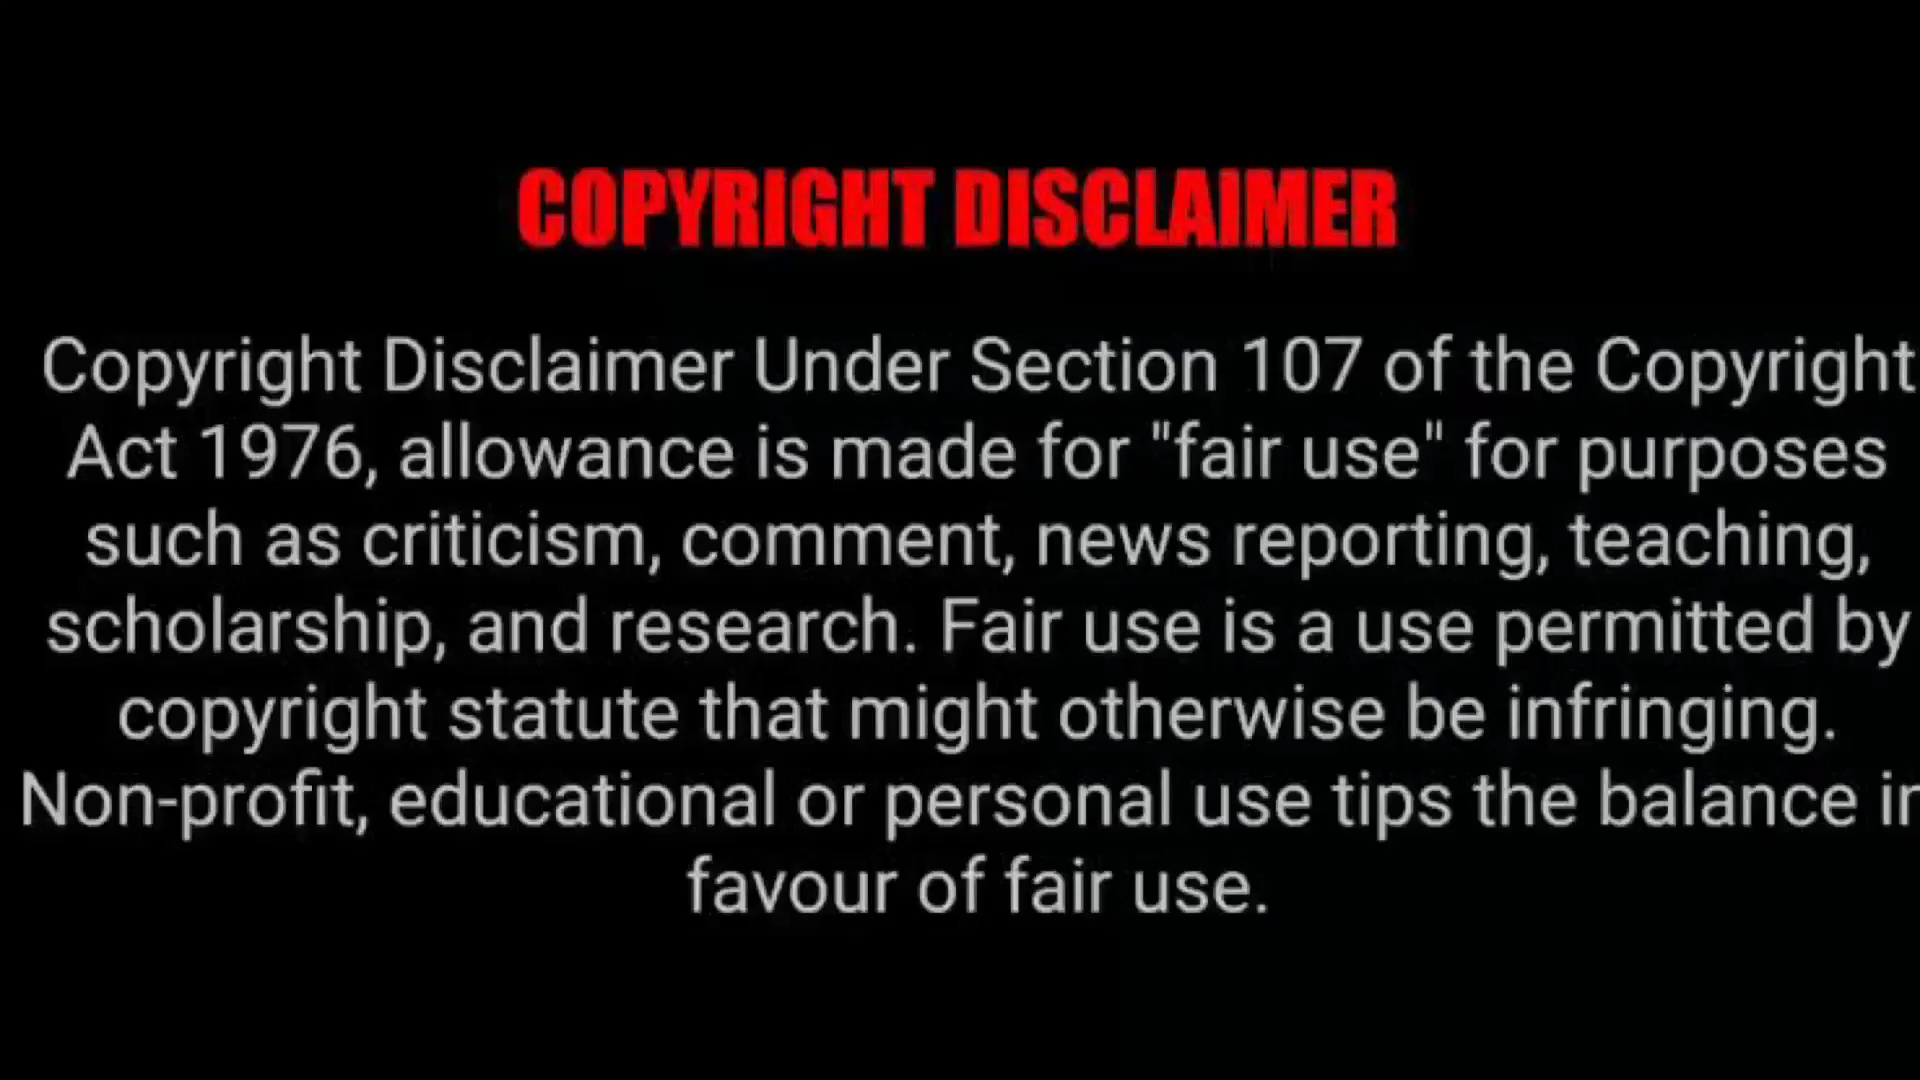 COPYRIGHT DISCLAIMER
Copyright Disclaimer Under Section 107 of the Copyright
Act 1976, allowance is made for "fair use" for purposes
such as criticism, comment, news reporting, teaching,
scholarship, and research. Fair use is a use permitted by
copyright statute that might otherwise be infringing.
Non-profit, educational or personal use tips the balance in
favour of fair use.